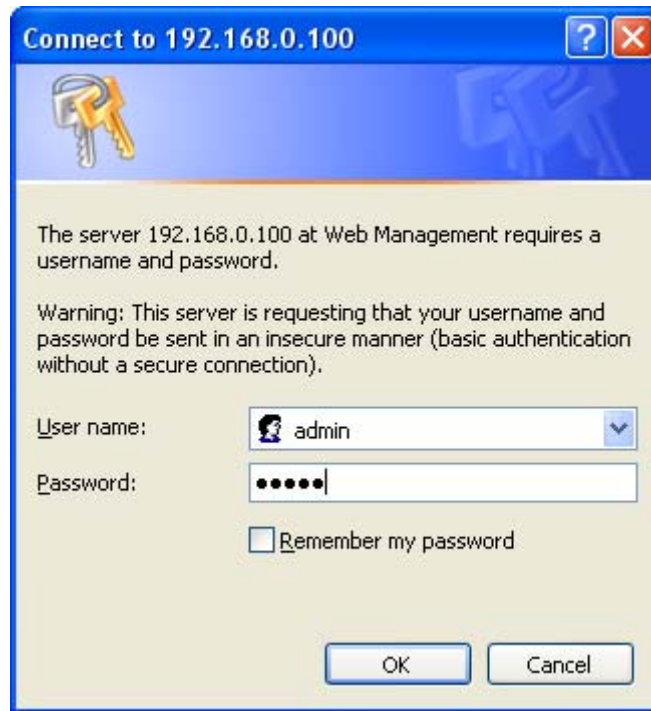 Connect to 192.168.0.100
The server 192.168.0.100 at Web Management requires a
username and password.
Warning: This server is requesting that your username and
password be sent in an insecure manner (basic authentication
without a secure connection).
User name:
admin
Password:
•••••
Remember my password
OK
Cancel